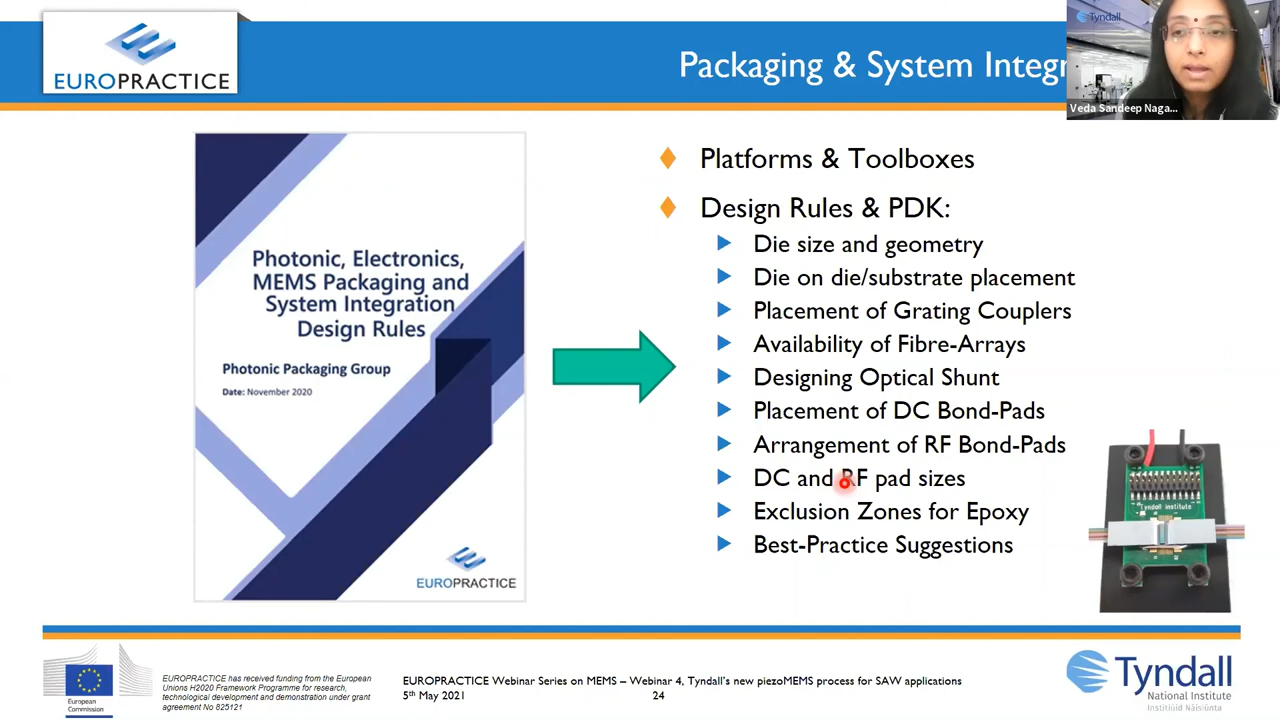 EUROPRACTICE
Packaging & System Integr
Tyndall
Veda Sandeep Naga...
Photonic, Electronics,
MEMS Packaging and
System Integration
Design Rules
Photonic Packaging Group
Date: November 2020
EUROPRACTICE
Platforms & Toolboxes
Design Rules & PDK:
Die size and geometry
Die on die/substrate placement
Placement of Grating Couplers
Availability of Fibre-Arrays
Designing Optical Shunt
Placement of DC Bond-Pads
Arrangement of RF Bond-Pads
DC and RF pad sizes
Exclusion Zones for Epoxy
Best-Practice Suggestions
Tyndall institute
European
Commission
EUROPRACTICE has received funding from the European
Unions H2020 Framework Programme for research,
technological development and demonstration under grant
agreement No 825121
EUROPRACTICE Webinar Series on MEMS – Webinar 4, Tyndall's new piezoMEMS process for SAW applications
5th May 2021
24
Tyndall
National Institute
Institiúid Náisiúnta